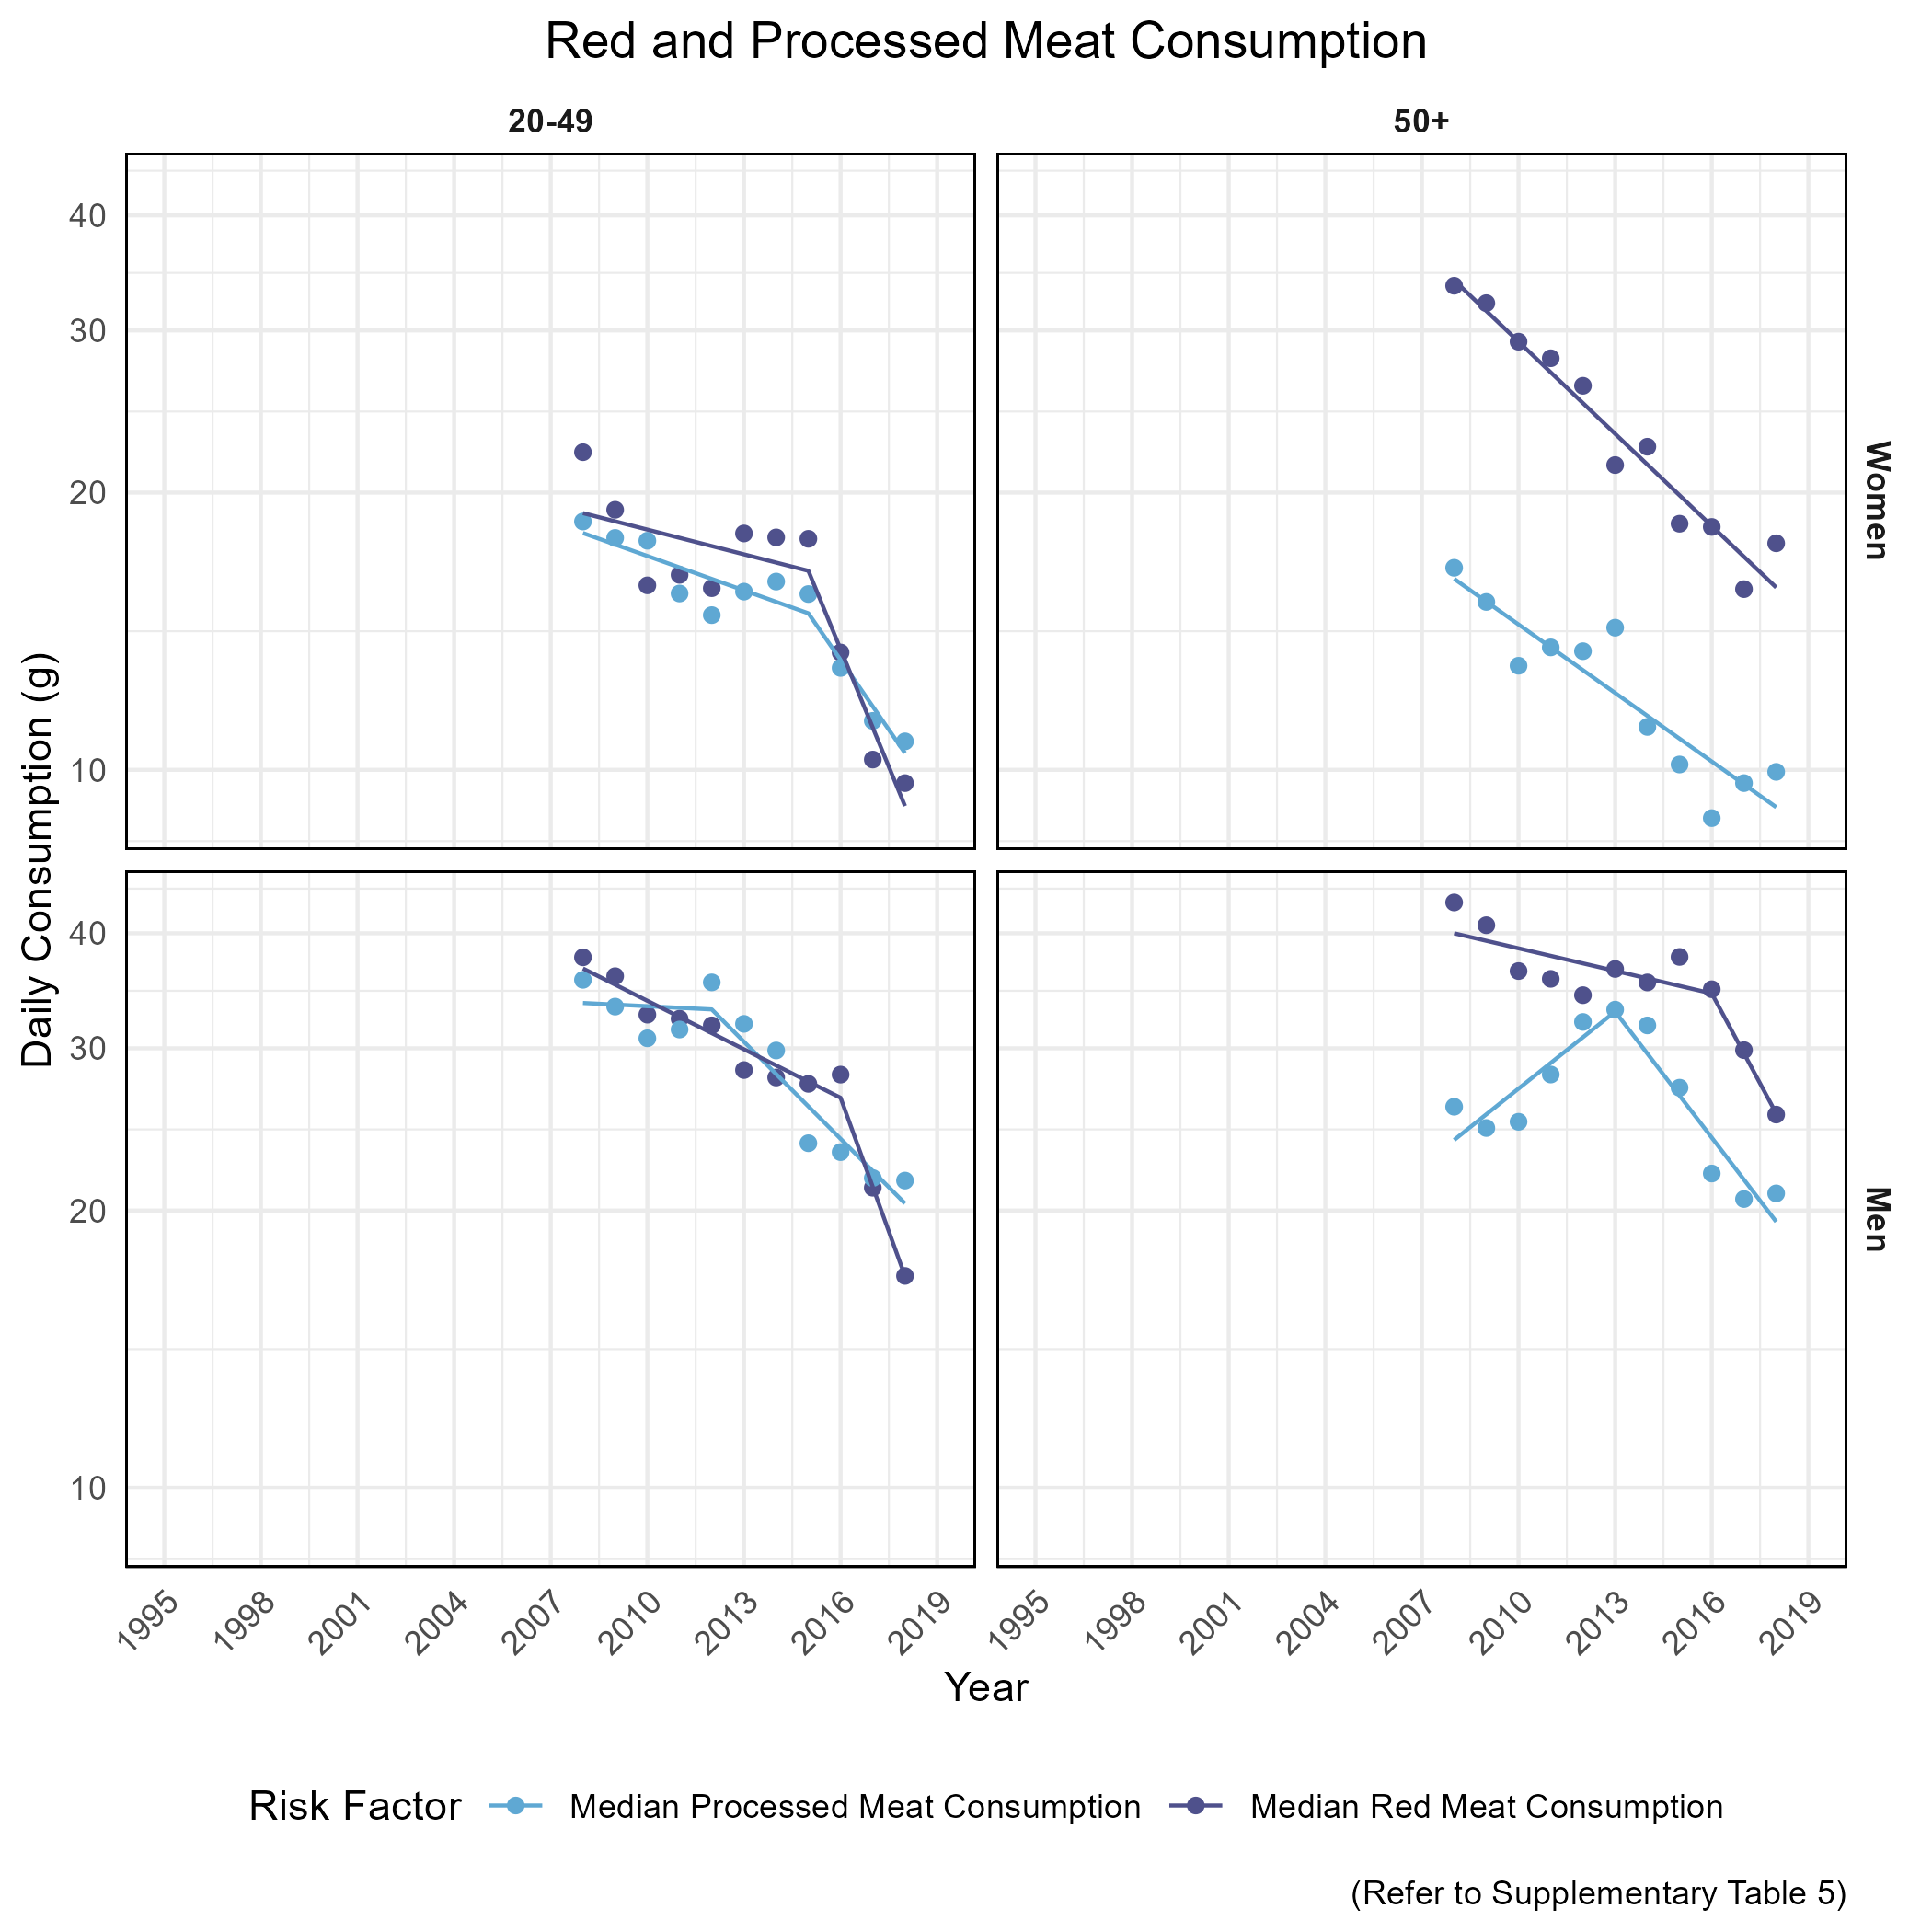 Red and Processed Meat Consumption
20-49
50+
40
30
20
10
Women
Daily Consumption (g)
40
30
20
10
Men
1995 1998 2001 2004 2007 2010 2013 2016 2019
1995 1998 2001 2004 2007 2010 2013 2016 2019
Year
Risk Factor Median Processed Meat Consumption Median Red Meat Consumption
(Refer to Supplementary Table 5)